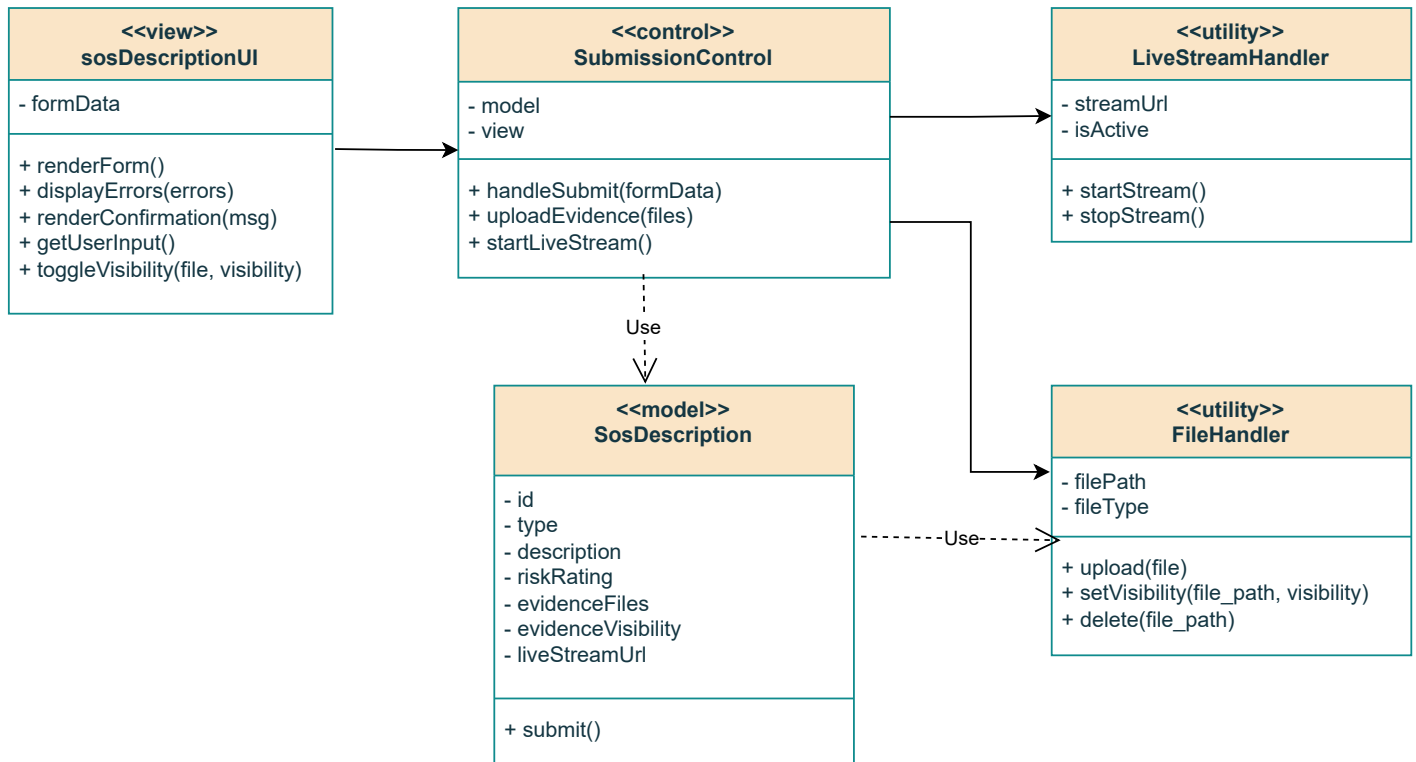 <<view>>
sosDescriptionUI
- formData
+ renderForm()
+ displayErrors(errors)
+ renderConfirmation(msg)
+ getUserInput()
+ toggleVisibility(file, visibility)
<<control>>
SubmissionControl
- model
- view
+ handleSubmit(formData)
+ uploadEvidence(files)
+ startLiveStream()
<<utility>>
LiveStreamHandler
- streamUrl
- isActive
+ startStream()
+ stopStream()
Use
<<model>>
SosDescription
- id
- type
- description
- riskRating
- evidenceFiles
- evidenceVisibility
- liveStreamUrl
+ submit()
Use
<<utility>>
FileHandler
- filePath
- fileType
+ upload(file)
+ setVisibility(file_path, visibility)
+ delete(file_path)